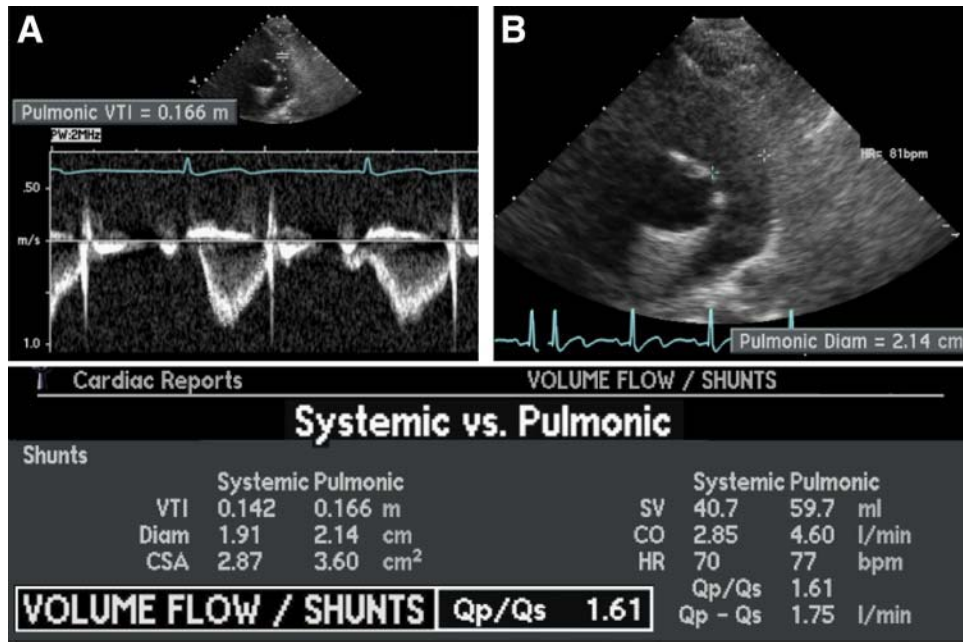 A
Pulmonic VTI = 0.166 m
PW:2MHz
.50
m/s
1.0
B
HR= 81bpm
Pulmonic Diam = 2.14 cm
Cardiac Reports VOLUME FLOW / SHUNTS
Systemic vs. Pulmonic
Shunts
Systemic Pulmonic
VTI 0.142 0.166 m
Diam 1.91 2.14 cm
CSA 2.87 3.60 cm²
Systemic Pulmonic
SV 40.7 59.7 ml
CO 2.85 4.60 l/min
HR 70 77 bpm
Qp/Qs 1.61
Qp - Qs 1.75 l/min
VOLUME FLOW / SHUNTS Qp/Qs 1.61